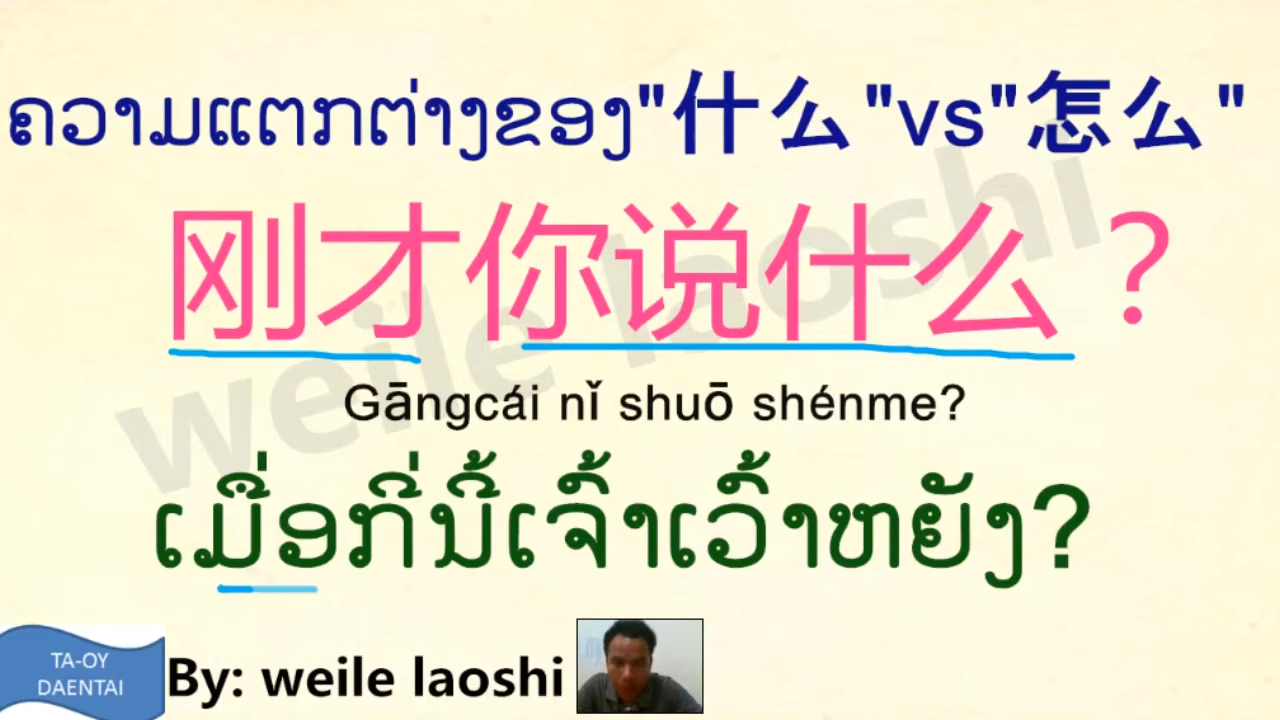 ຄວາມແຕກຕ່າງຂອງ"什么"vs"怎么"
刚才你说什么？
weile laoshi
Gāngcái nǐ shuō shénme?
ເມື່ອກີ່ນີ້ເຈົ້າເວົ້າຫຍັງ?
TA-OY
DAENTAI
By: weile laoshi